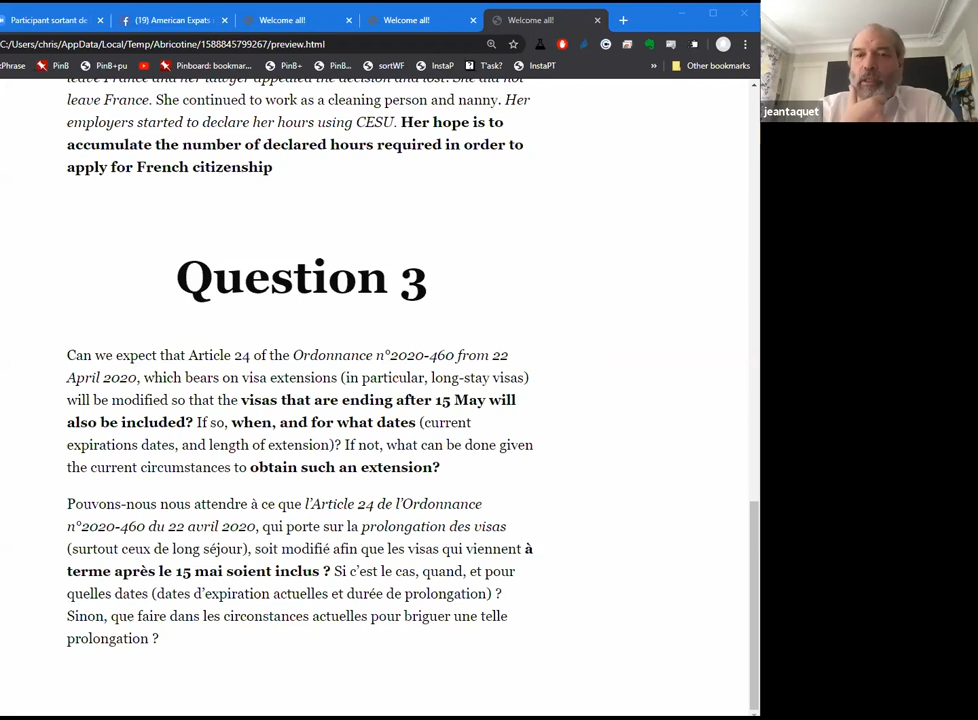 Participant sortant de
(19) American Expats i
Welcome all!
Welcome all!
Welcome all!
C:/Users/chris/AppData/Local/Temp/Abricotine/1588845799267/preview.html
Phrase PinB PinB+pu Pinboard: bookmar... PinB+ PinB... sortWF InstaP T'ask? InstaPT » Other bookmarks
jeantaquet
leave France and her lawyer appealed the decision and lost. She did not
leave France. She continued to work as a cleaning person and nanny. Her
employers started to declare her hours using CESU. Her hope is to
accumulate the number of declared hours required in order to
apply for French citizenship
Question 3
Can we expect that Article 24 of the Ordonnance n°2020-460 from 22
April 2020, which bears on visa extensions (in particular, long-stay visas)
will be modified so that the visas that are ending after 15 May will
also be included? If so, when, and for what dates (current
expirations dates, and length of extension)? If not, what can be done given
the current circumstances to obtain such an extension?
Pouvons-nous nous attendre à ce que l'Article 24 de l'Ordonnance
n°2020-460 du 22 avril 2020, qui porte sur la prolongation des visas
(surtout ceux de long séjour), soit modifié afin que les visas qui viennent à
terme après le 15 mai soient inclus ? Si c'est le cas, quand, et pour
quelles dates (dates d'expiration actuelles et durée de prolongation) ?
Sinon, que faire dans les circonstances actuelles pour briguer une telle
prolongation ?